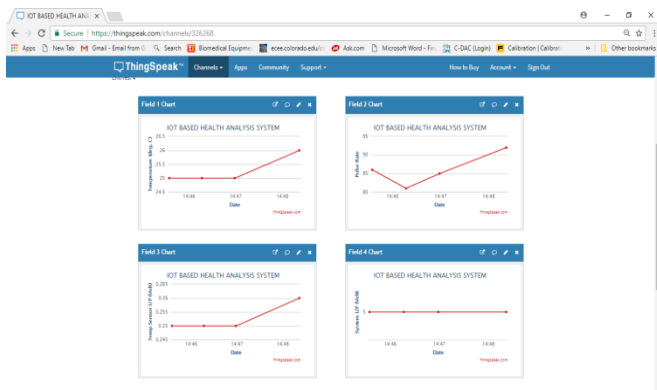 IOT BASED HEALTH ANA
Secure https://thingspeak.com/channels/326268
Apps New Tab Gmail - Email from G Search Biomedical Equipme ecee.colorado.edu/ Ask.com Microsoft Word - Fin C-DAC (Login) Calibration | Calibrat Other bookmarks
ThingSpeak™ Channels Apps Community Support How to Buy Account Sign Out
Field 1 Chart
IOT BASED HEALTH ANALYSIS SYSTEM
Temperature (deg. C)
26.5
26
25.5
25
24.5
14:46 14:47 14:48
Date
ThingSpeak.com
Field 2 Chart
IOT BASED HEALTH ANALYSIS SYSTEM
Pulse Rate
95
90
85
80
14:46 14:47 14:48
Date
ThingSpeak.com
Field 3 Chart
IOT BASED HEALTH ANALYSIS SYSTEM
Temp Sensor I/P (Volt)
0.265
0.26
0.255
0.25
0.245
14:46 14:47 14:48
Date
ThingSpeak.com
Field 4 Chart
IOT BASED HEALTH ANALYSIS SYSTEM
System I/P (Volt)
5
14:46 14:47 14:48
Date
ThingSpeak.com